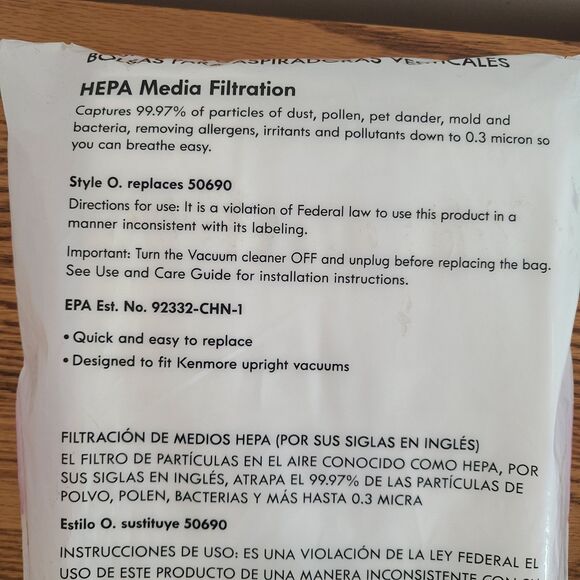 BOLSAS PARA ASPIRADORAS VERTICALES
HEPA Media Filtration
Captures 99.97% of particles of dust, pollen, pet dander, mold and
bacteria, removing allergens, irritants and pollutants down to 0.3 micron so
you can breathe easy.
Style O. replaces 50690
Directions for use: It is a violation of Federal law to use this product in a
manner inconsistent with its labeling.
Important: Turn the Vacuum cleaner OFF and unplug before replacing the bag.
See Use and Care Guide for installation instructions.
EPA Est. No. 92332-CHN-1
• Quick and easy to replace
• Designed to fit Kenmore upright vacuums
FILTRACIÓN DE MEDIOS HEPA (POR SUS SIGLAS EN INGLÉS)
EL FILTRO DE PARTÍCULAS EN EL AIRE CONOCIDO COMO HEPA, POR
SUS SIGLAS EN INGLÉS, ATRAPA EL 99.97% DE LAS PARTÍCULAS DE
POLVO, POLEN, BACTERIAS Y MÁS HASTA 0.3 MICRA
Estilo O. sustituye 50690
INSTRUCCIONES DE USO: ES UNA VIOLACIÓN DE LA LEY FEDERAL EL
USO DE ESTE PRODUCTO DE UNA MANERA INCONSISTENTE CON